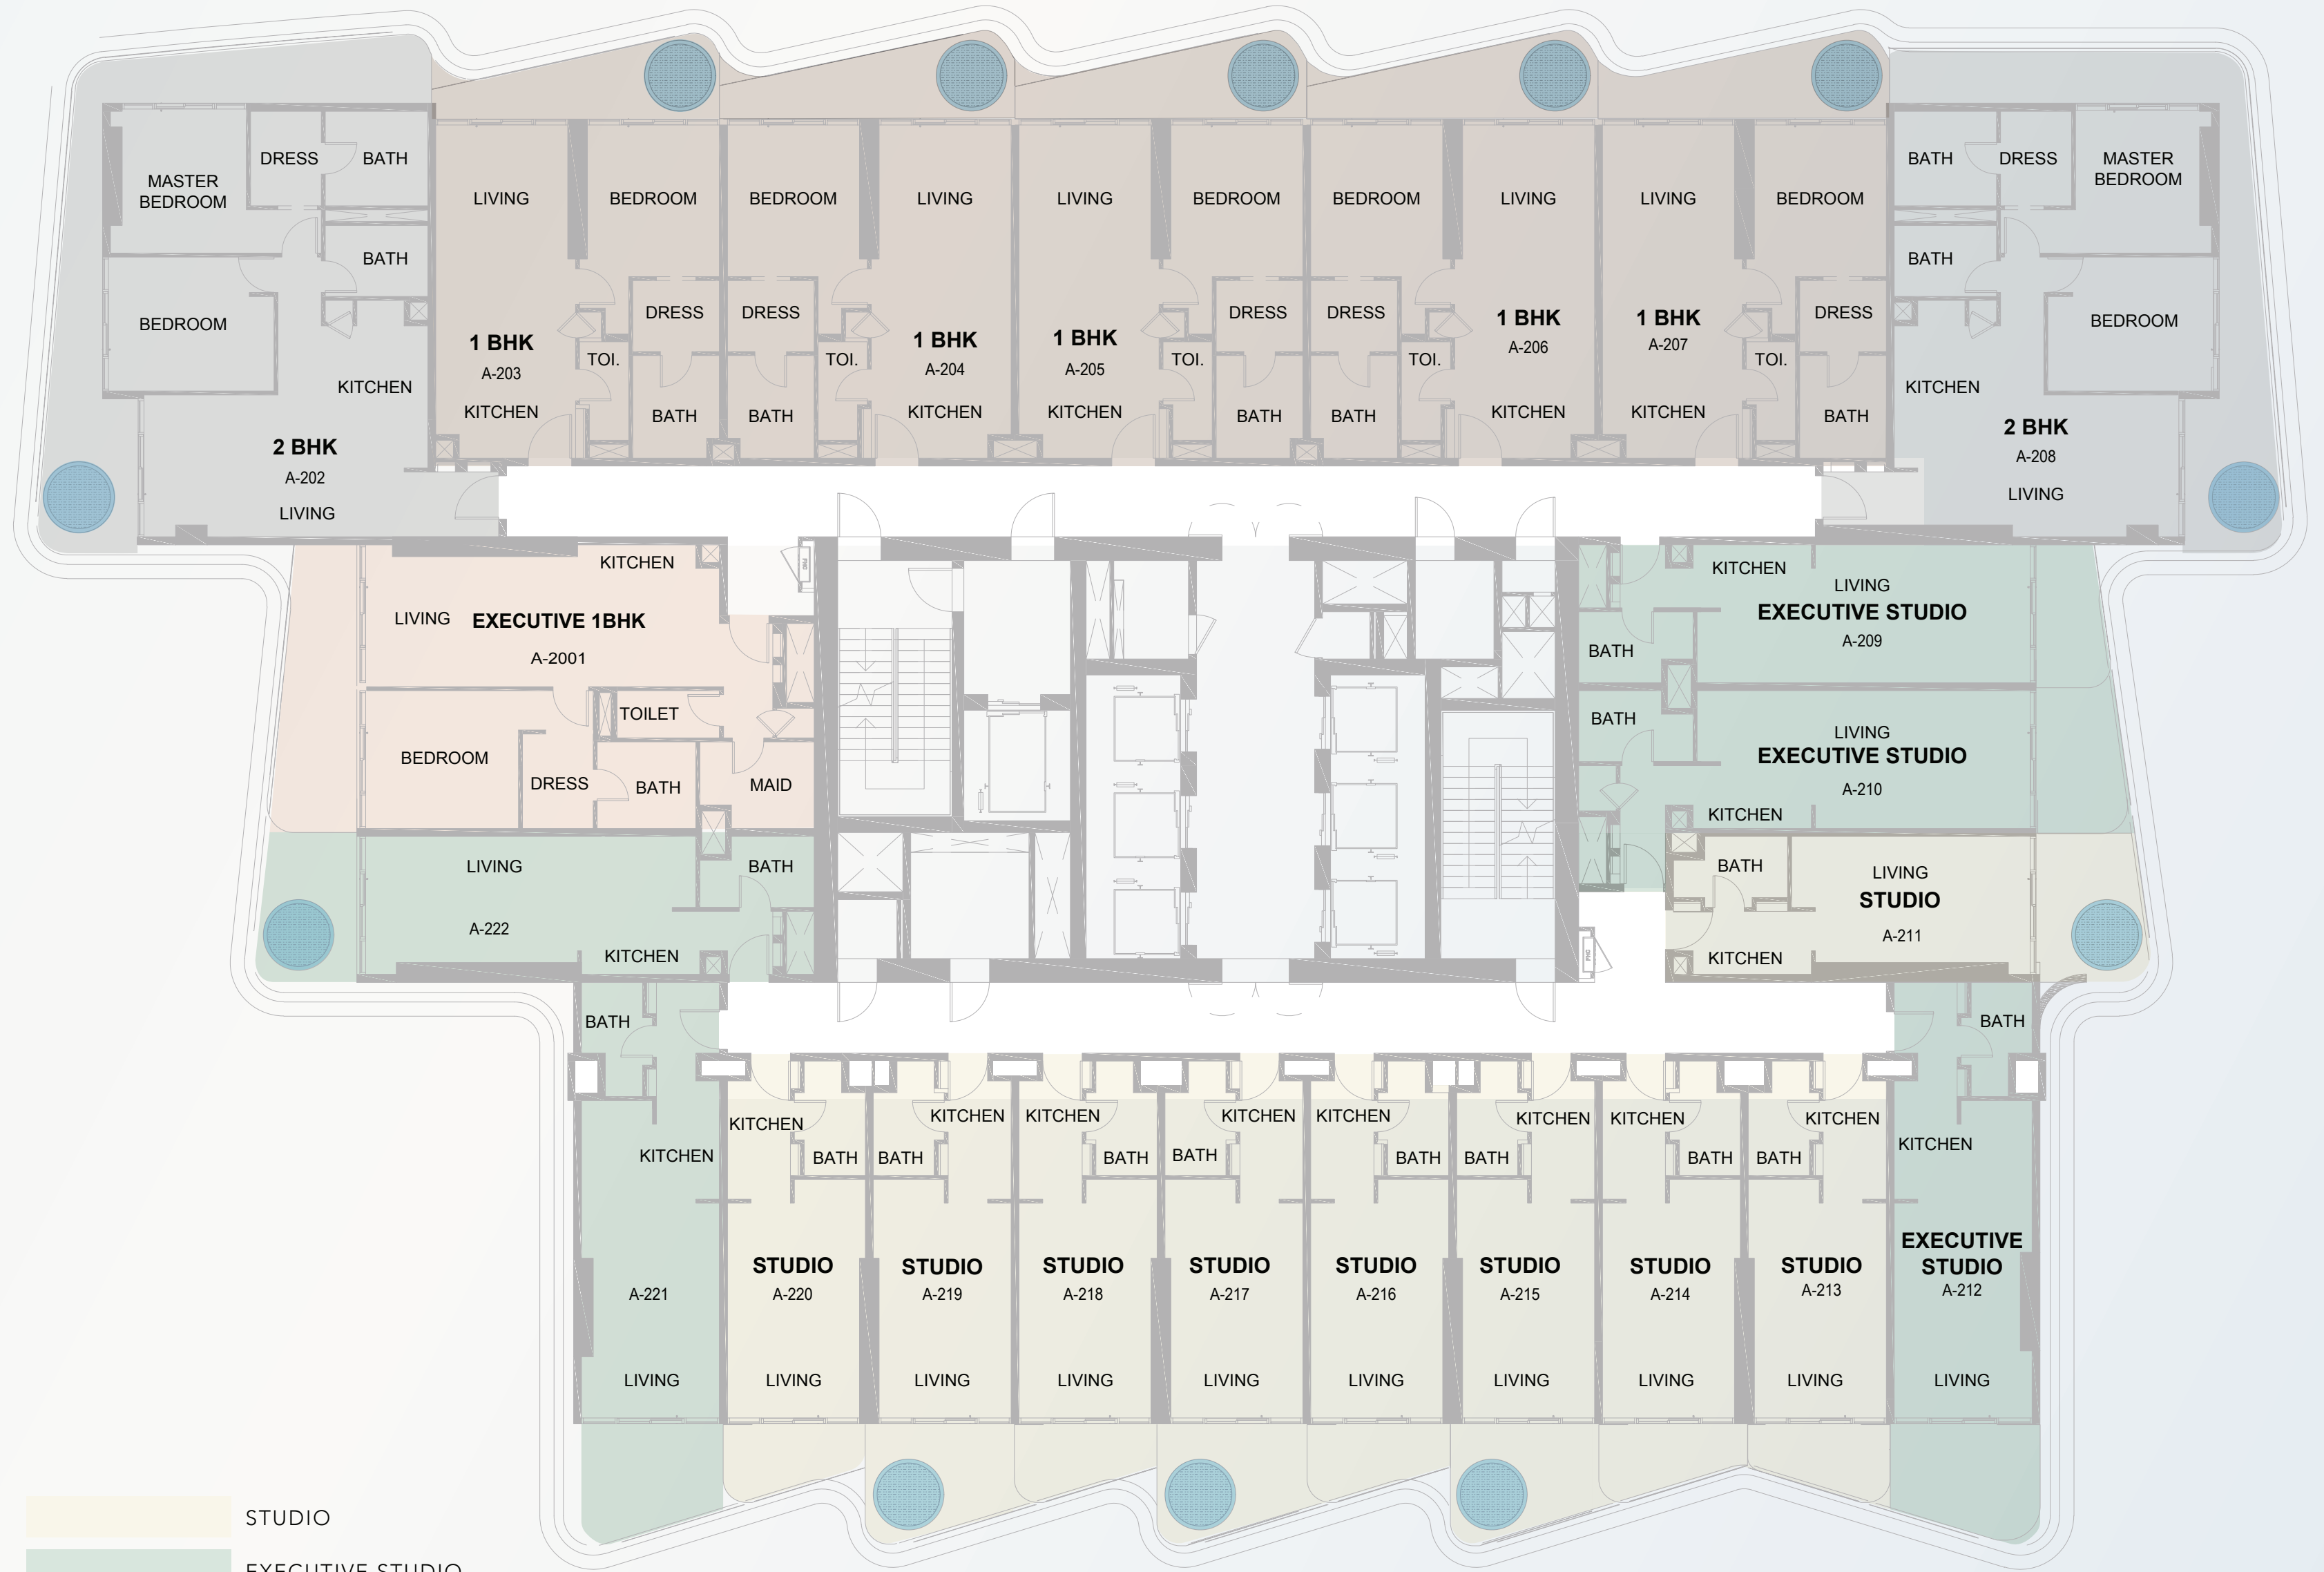 MASTER
BEDROOM
DRESS
BATH
BATH
BEDROOM
KITCHEN
2 BHK
A-202
LIVING
LIVING
BEDROOM
1 BHK
A-203
KITCHEN
DRESS
TOI.
BATH
BEDROOM
LIVING
DRESS
TOI.
BATH
1 BHK
A-204
KITCHEN
LIVING
BEDROOM
1 BHK
A-205
KITCHEN
DRESS
TOI.
BATH
BEDROOM
LIVING
DRESS
TOI.
BATH
1 BHK
A-206
KITCHEN
LIVING
BEDROOM
1 BHK
A-207
KITCHEN
DRESS
TOI.
BATH
BATH
DRESS
MASTER
BEDROOM
BATH
BEDROOM
KITCHEN
2 BHK
A-208
LIVING
KITCHEN
LIVING
EXECUTIVE 1BHK
A-2001
BEDROOM
TOILET
DRESS
BATH
MAID
LIVING
BATH
A-222
KITCHEN
KITCHEN
LIVING
EXECUTIVE STUDIO
A-209
BATH
BATH
LIVING
EXECUTIVE STUDIO
A-210
KITCHEN
BATH
LIVING
STUDIO
A-211
KITCHEN
BATH
KITCHEN
A-221
LIVING
KITCHEN
BATH
STUDIO
A-220
LIVING
KITCHEN
BATH
STUDIO
A-219
LIVING
KITCHEN
BATH
STUDIO
A-218
LIVING
KITCHEN
BATH
STUDIO
A-217
LIVING
KITCHEN
BATH
STUDIO
A-216
LIVING
KITCHEN
BATH
STUDIO
A-215
LIVING
KITCHEN
BATH
STUDIO
A-214
LIVING
KITCHEN
BATH
STUDIO
A-213
LIVING
BATH
KITCHEN
EXECUTIVE
STUDIO
A-212
LIVING
STUDIO
EXECUTIVE STUDIO